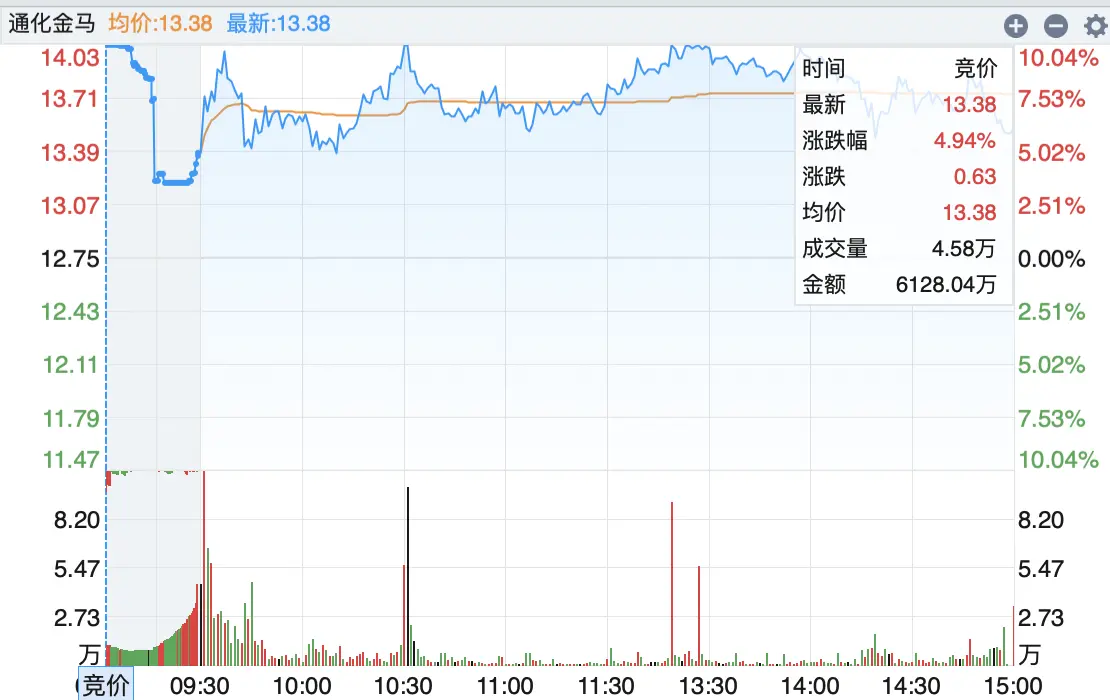 通化金马 均价:13.38 最新:13.38
14.03 10.04%
13.71 7.53%
13.39 5.02%
13.07 2.51%
12.75 0.00%
12.43 2.51%
12.11 5.02%
11.79 7.53%
11.47 10.04%
时间 竞价
最新 13.38
涨跌幅 4.94%
涨跌 0.63
均价 13.38
成交量 4.58万
金额 6128.04万
8.20 8.20
5.47 5.47
2.73 2.73
万 万
竞价 09:30 10:00 10:30 11:00 11:30 13:30 14:00 14:30 15:00